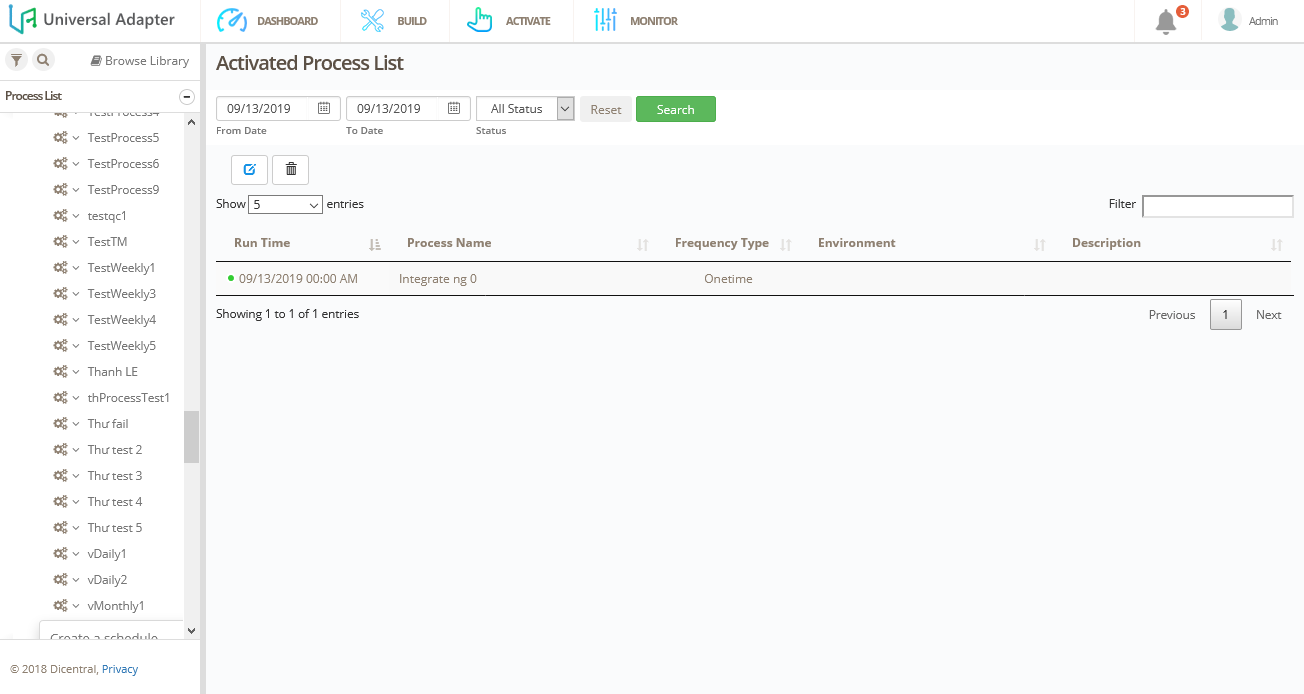 Universal Adapter
DASHBOARD
BUILD
ACTIVATE
MONITOR
3
Admin
Browse Library
Process List
TestProcess4
TestProcess5
TestProcess6
TestProcess9
testqc1
TestTM
TestWeekly1
TestWeekly3
TestWeekly4
TestWeekly5
Thanh LE
thProcessTest1
Thư fail
Thư test 2
Thư test 3
Thư test 4
Thư test 5
vDaily1
vDaily2
vMonthly1
Create a schedule
© 2018 Dicentral, Privacy
Activated Process List
09/13/2019 09/13/2019 All Status Reset Search
From Date To Date Status
Show 5 entries Filter
Run Time Process Name Frequency Type Environment Description
09/13/2019 00:00 AM Integrate ng 0 Onetime
Showing 1 to 1 of 1 entries Previous 1 Next